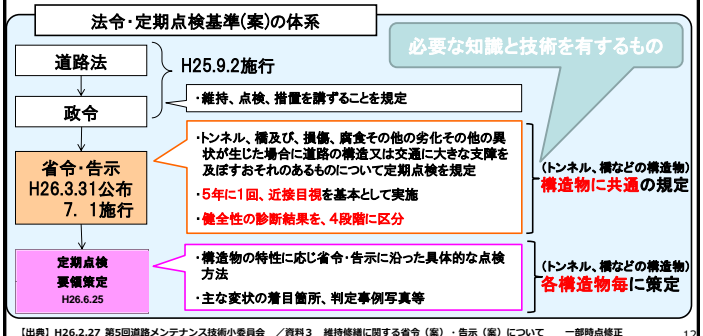 法令・定期点検基準(案)の体系
必要な知識と技術を有するもの
道路法
H25.9.2施行
政令
・維持、点検、措置を講ずることを規定
省令・告示
H26.3.31公布
7．1施行
・トンネル、橋及び、損傷、腐食その他の劣化その他の異
状が生じた場合に道路の構造又は交通に大きな支障を
及ぼすおそれのあるものについて定期点検を規定
・5年に1回、近接目視を基本として実施
・健全性の診断結果を、4段階に区分
(トンネル、橋などの構造物)
構造物に共通の規定
定期点検
要領策定
H26.6.25
・構造物の特性に応じ省令・告示に沿った具体的な点検
方法
・主な変状の着目箇所、判定事例写真等
(トンネル、橋などの構造物)
各構造物毎に策定
【出典】H26.2.27 第5回道路メンテナンス技術小委員会　／資料３　維持修繕に関する省令（案）・告示（案）について　　一部時点修正
12